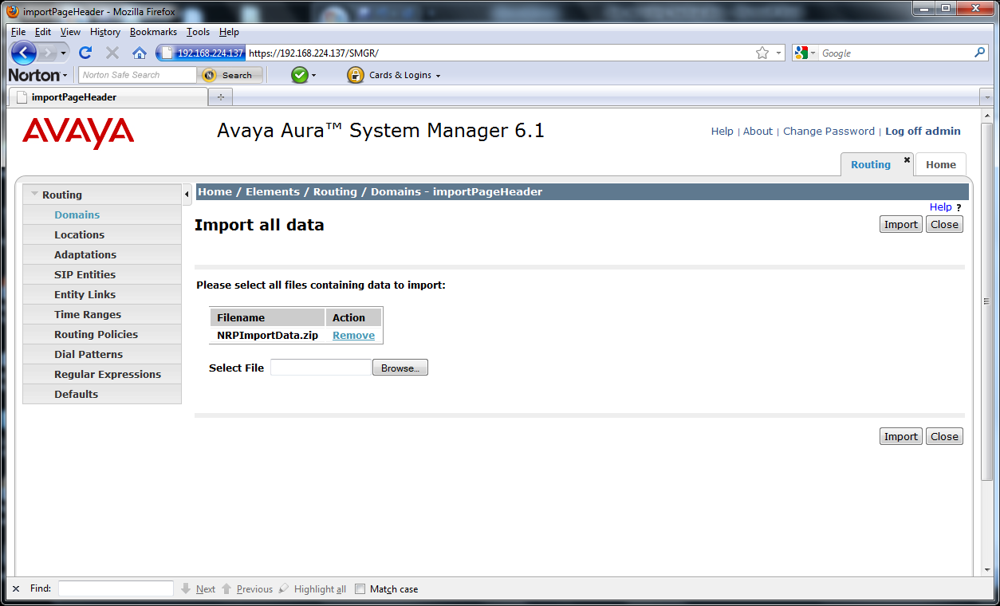 importPageHeader - Mozilla Firefox
File Edit View History Bookmarks Tools Help
192.168.224.137 https://192.168.224.137/SMGR/ Google
Norton Norton Safe Search Search Cards & Logins
importPageHeader
AVAYA Avaya Aura™ System Manager 6.1 Help | About | Change Password | Log off admin
Routing Home
Routing Home / Elements / Routing / Domains - importPageHeader
Help ?
Domains
Import all data Import Close
Locations
Adaptations
SIP Entities
Please select all files containing data to import:
Entity Links
Time Ranges
Filename Action
Routing Policies
NRPImportData.zip Remove
Dial Patterns
Select File Browse...
Regular Expressions
Defaults
Import Close
Find: Next Previous Highlight all Match case